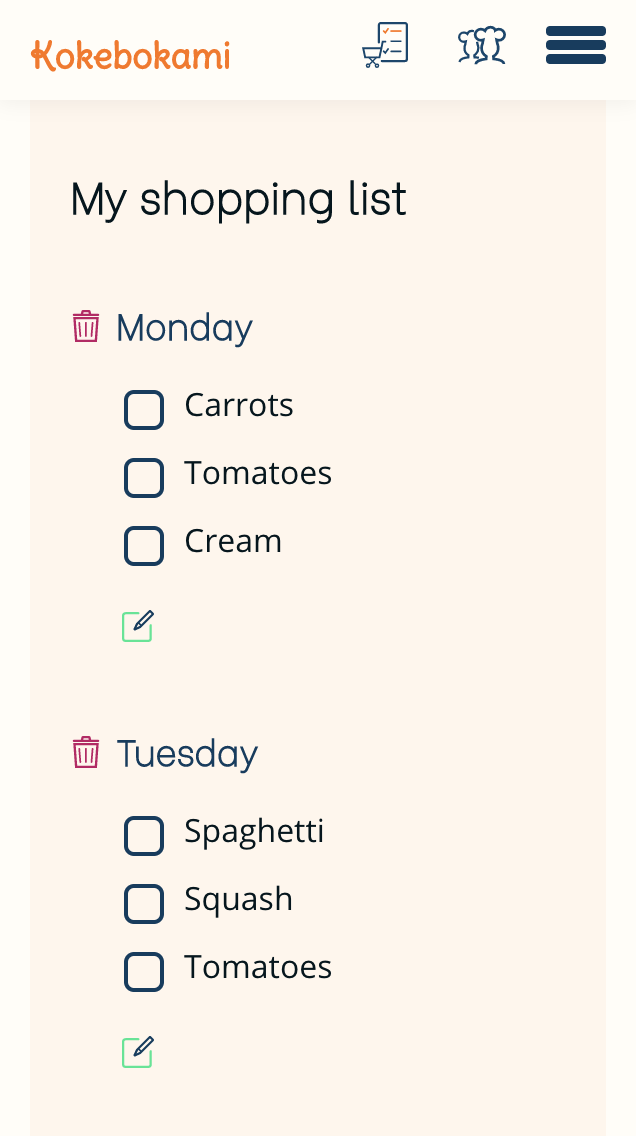 Kokebokami
My shopping list
Monday
Carrots
Tomatoes
Cream
Tuesday
Spaghetti
Squash
Tomatoes